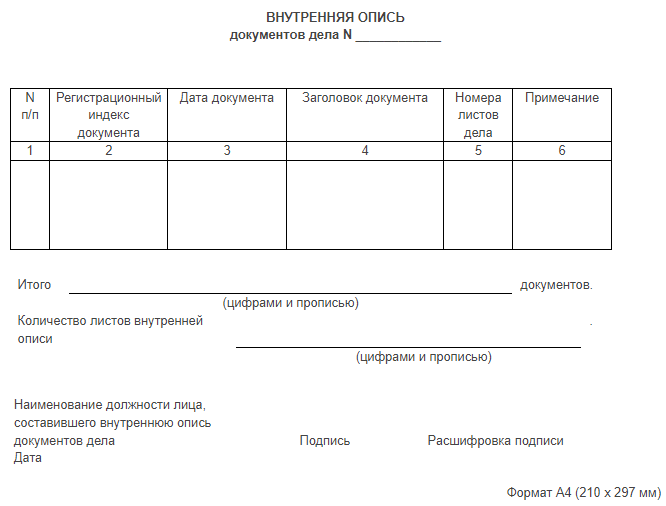 ВНУТРЕННЯЯ ОПИСЬ
документов дела N ____________
N п/п
Регистрационный индекс документа
Дата документа
Заголовок документа
Номера листов дела
Примечание
1 2 3 4 5 6
Итого документов.
(цифрами и прописью)
Количество листов внутренней .
описи
(цифрами и прописью)
Наименование должности лица,
составившего внутреннюю опись
документов дела Подпись Расшифровка подписи
Дата
Формат А4 (210 x 297 мм)